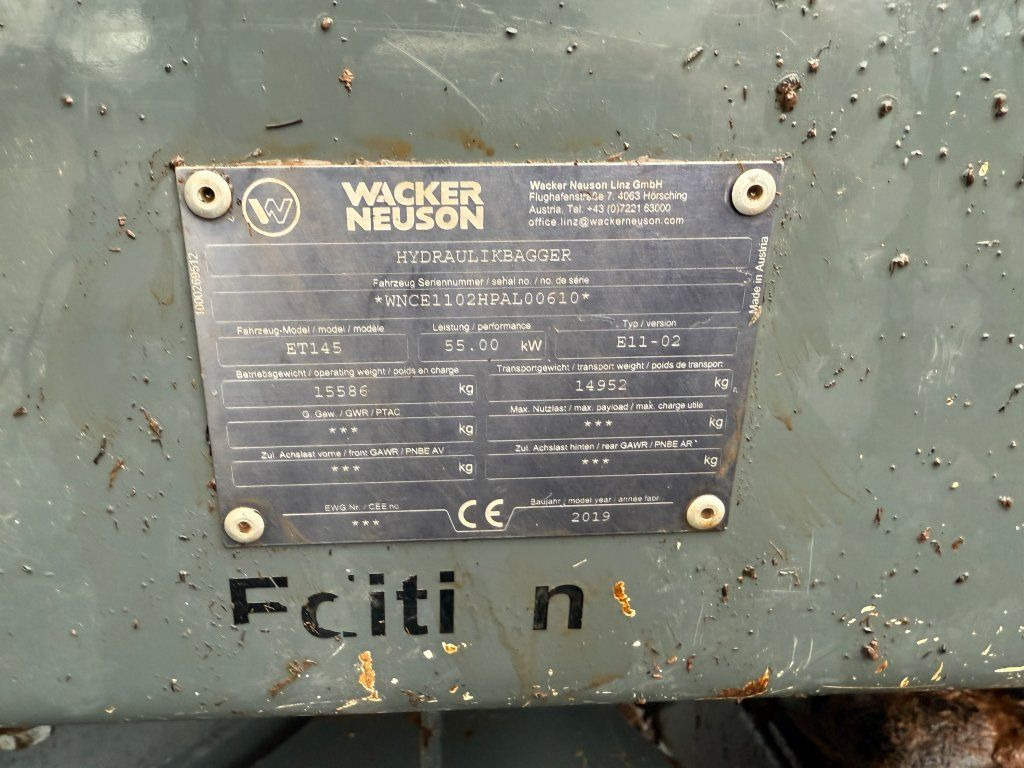 W
WACKER
NEUSON
Wacker Neuson Linz GmbH
Flughafenstraße 7, 4063 Hörsching
Austria, Tel. +43 (0)7221 63000
office.linz@wackerneuson.com
HYDRAULIKBAGGER
Fahrzeug Seriennummer / serial no. / no. de série
*WNCE1102HPAL00610*
Fahrzeug-Model / model / modèle
Leistung / performance
Typ / version
ET145
55.00 kW
E11-02
Betriebsgewicht / operating weight / poids en charge
Transportgewicht / transport weight / poids de transport
15586 kg
14952 kg
G. Gew. / GWR / PTAC
Max. Nutzlast / max. payload / max. charge utile
*** kg
*** kg
Zul. Achslast vorne / front GAWR / PNBE AV
Zul. Achslast hinten / rear GAWR / PNBE AR
*** kg
*** kg
EWG Nr. / CEE no.
CE
Baujahr / model year / année fabr.
***
2019
Made in Austria
Editi n